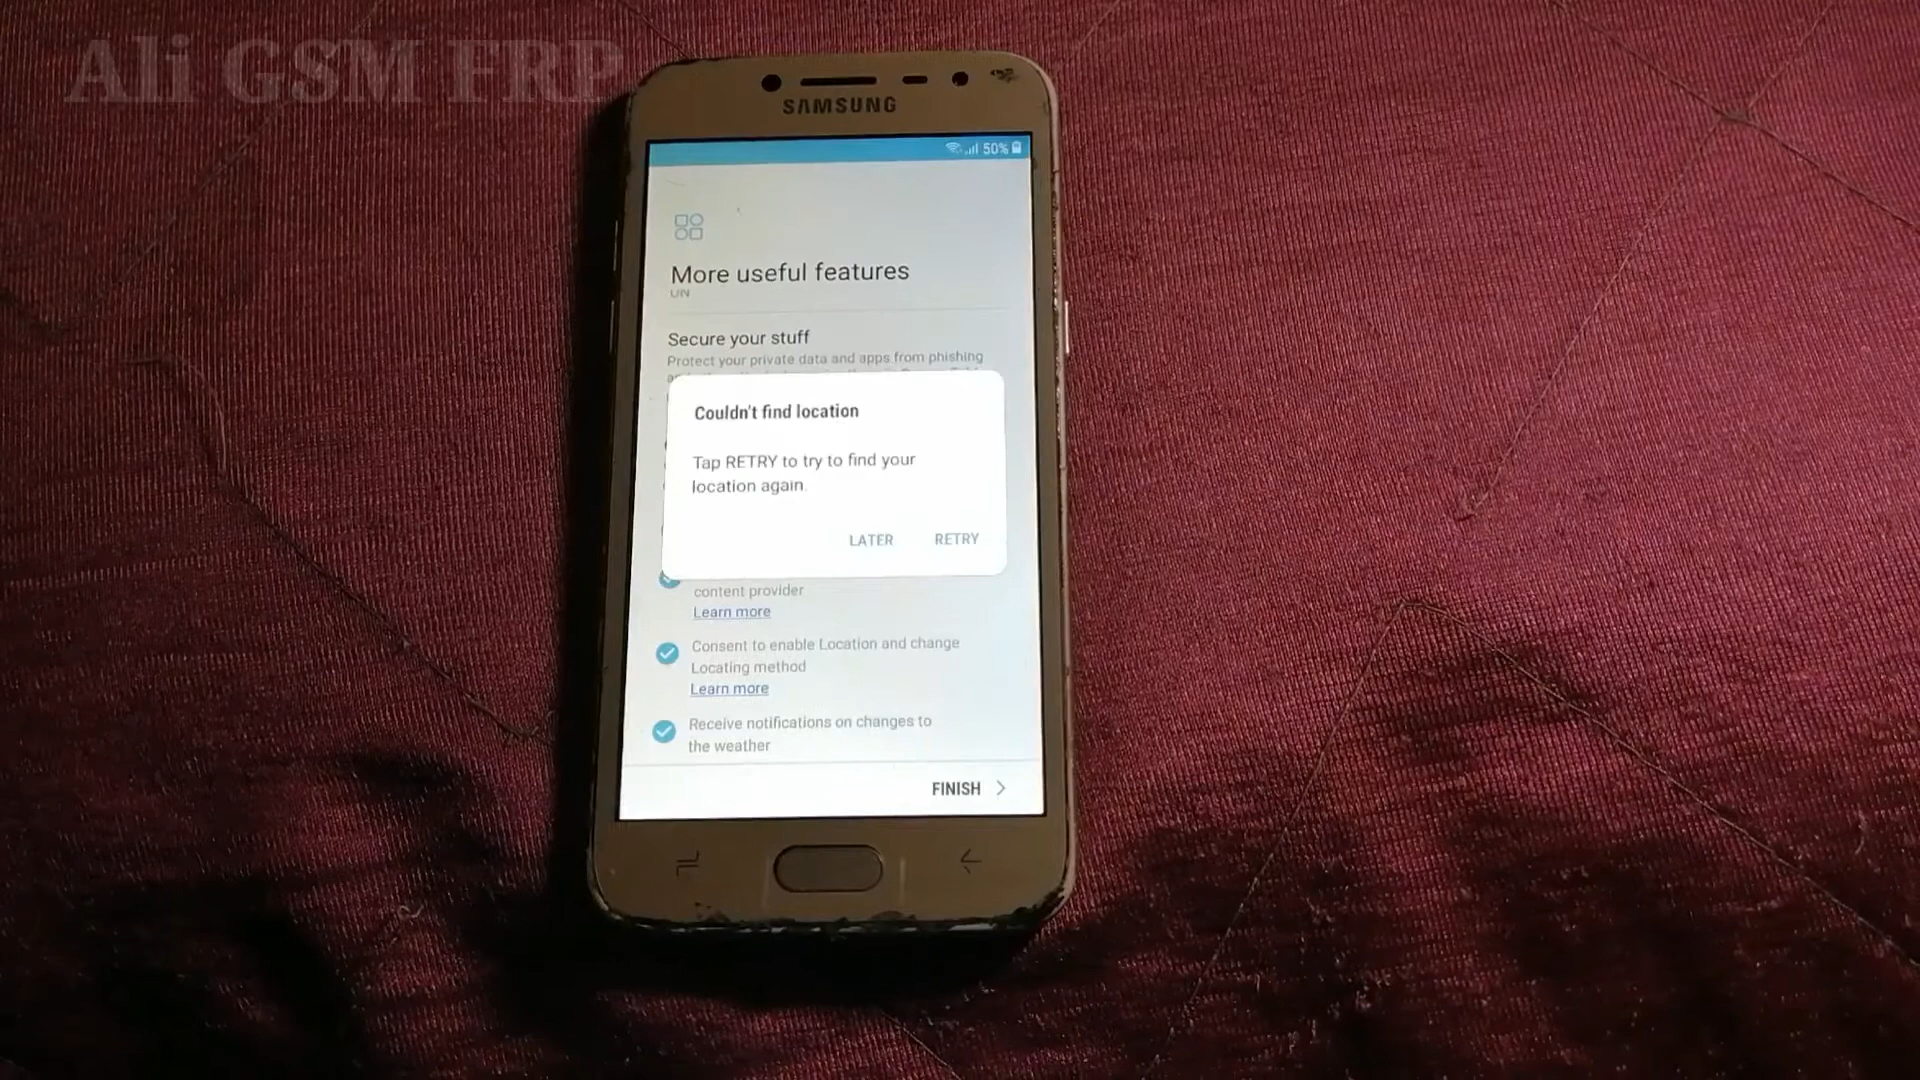 Ali GSM FRP
SAMSUNG
50%
More useful features
ON
Secure your stuff
Protect your private data and apps from phishing
Couldn't find location
Tap RETRY to try to find your
location again.
LATER RETRY
content provider
Learn more
Consent to enable Location and change
Locating method
Learn more
Receive notifications on changes to
the weather
FINISH